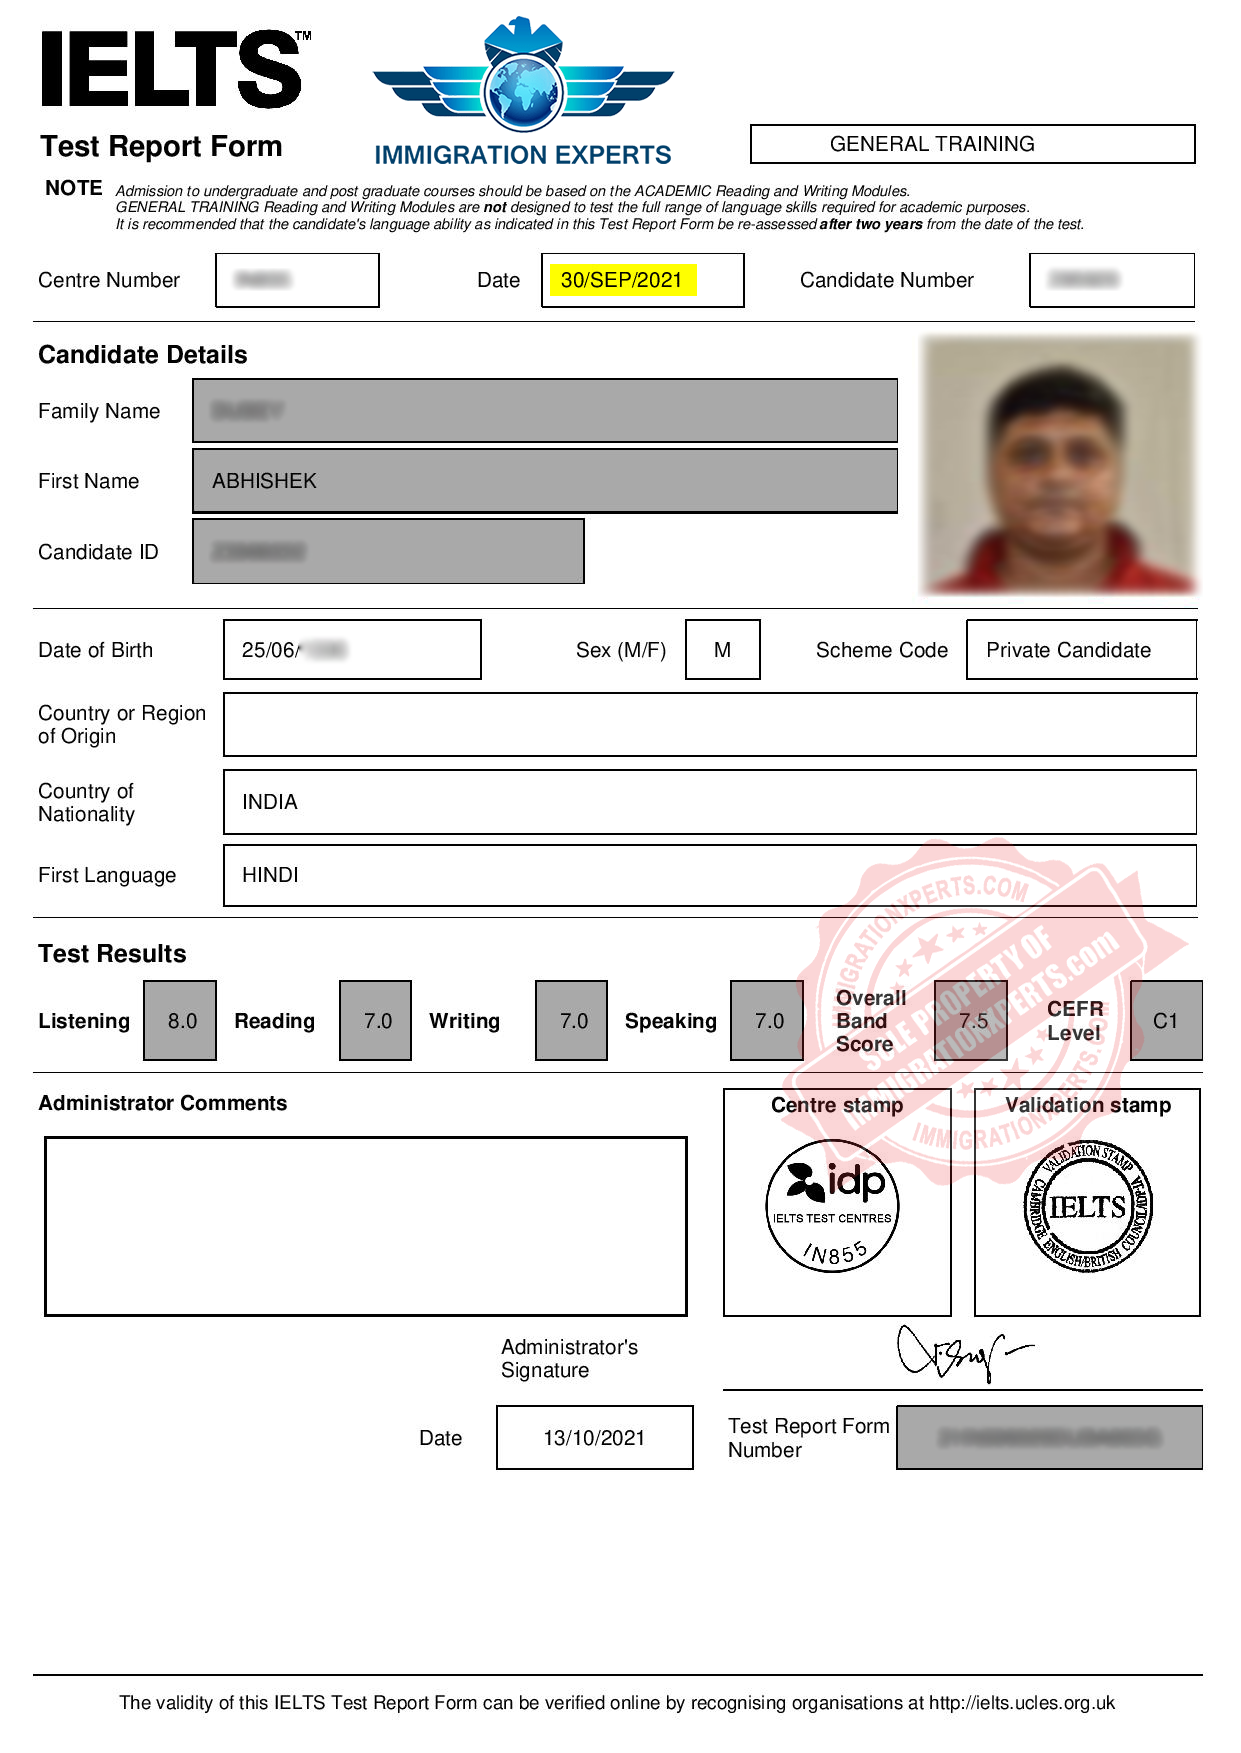 IELTS™
IMMIGRATION EXPERTS
Test Report Form
GENERAL TRAINING
NOTE Admission to undergraduate and post graduate courses should be based on the ACADEMIC Reading and Writing Modules.
GENERAL TRAINING Reading and Writing Modules are not designed to test the full range of language skills required for academic purposes.
It is recommended that the candidate's language ability as indicated in this Test Report Form be re-assessed after two years from the date of the test.
Centre Number
Date 30/SEP/2021
Candidate Number
Candidate Details
Family Name
First Name ABHISHEK
Candidate ID
Date of Birth 25/06/
Sex (M/F) M
Scheme Code Private Candidate
Country or Region
of Origin
Country of
Nationality
INDIA
First Language HINDI
Test Results
Listening 8.0 Reading 7.0 Writing 7.0 Speaking 7.0
Overall
Band
Score
7.5
CEFR
Level
C1
IMMIGRATIONXPERTS.COM
SOLE PROPERTY OF
IMMIGRATIONXPERTS.com
IMMIGRATIONXPERTS.COM
Administrator Comments
Centre stamp
Validation stamp
idp
IELTS TEST CENTRES
IN855
VALIDATION STAMP
IELTS
CAMBRIDGE ENGLISH/BRITISH COUNCIL/IDP:IA
Administrator's
Signature
Date 13/10/2021
Test Report Form
Number
The validity of this IELTS Test Report Form can be verified online by recognising organisations at http://ielts.ucles.org.uk